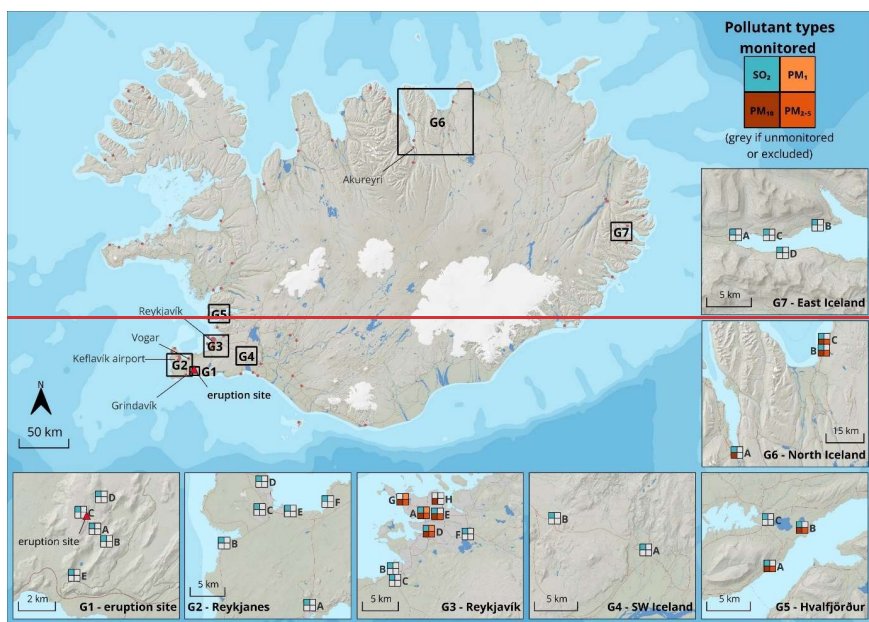 Pollutant types
monitored
SO₂ PM₁
PM₁₀ PM₂.₅
(grey if unmonitored
or excluded)
G6
Akureyri
G7
A C B
D
5 km
G7 - East Iceland
Reykjavík
G5
Vogar
G3
Keflavík airport
G2
G4
G1
eruption site
Grindavík
N
50 km
C
B
15 km
A
G6 - North Iceland
D
C
A
eruption site
B
E
2 km
G1 - eruption site
D
F
C
E
B
5 km
A
G2 - Reykjanes
G
H
A
E
D
F
B
C
5 km
G3 - Reykjavík
B
A
5 km
G4 - SW Iceland
C
B
A
5 km
G5 - Hvalfjörður